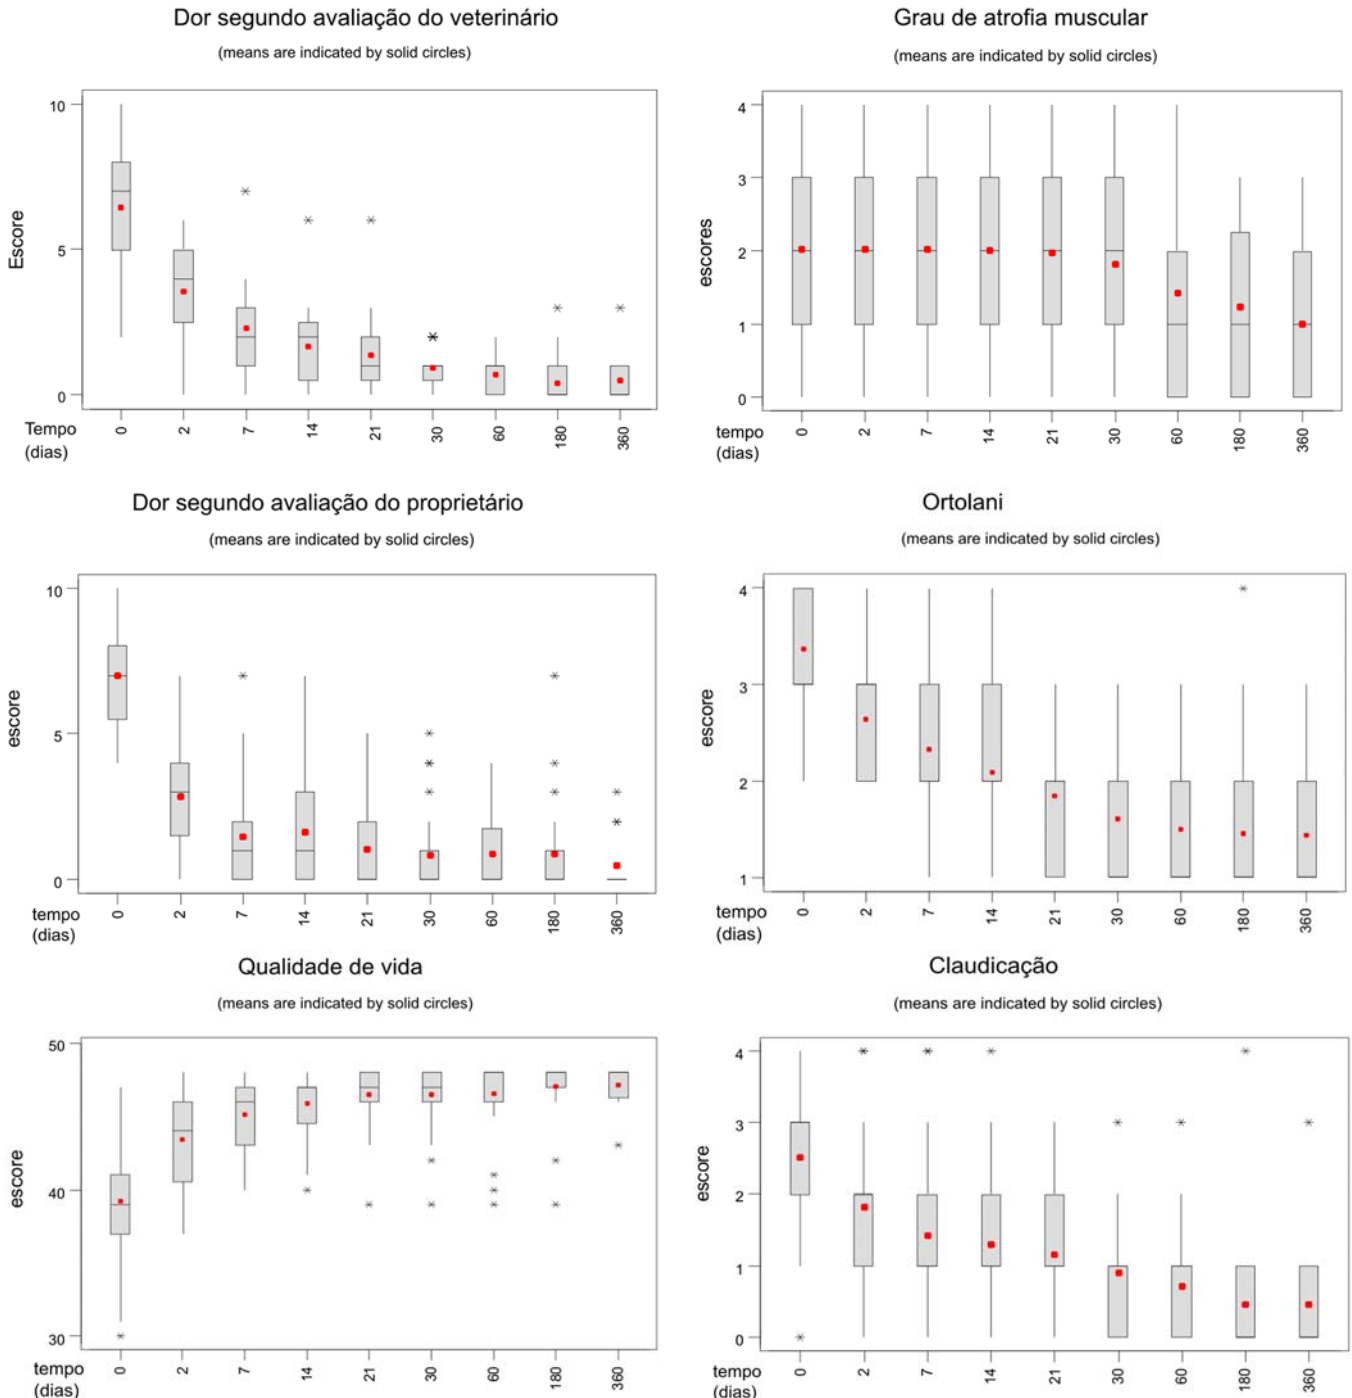 Dor segundo avaliação do veterinário
(means are indicated by solid circles)
Escore
10
5
0
Tempo
(dias)
0 2 7 14 21 30 60 180 360
Grau de atrofia muscular
(means are indicated by solid circles)
escores
4
3
2
1
0
tempo
(dias)
0 2 7 14 21 30 60 180 360
Dor segundo avaliação do proprietário
(means are indicated by solid circles)
escore
10
5
0
tempo
(dias)
0 2 7 14 21 30 60 180 360
Ortolani
(means are indicated by solid circles)
escore
4
3
2
1
tempo
(dias)
0 2 7 14 21 30 60 180 360
Qualidade de vida
(means are indicated by solid circles)
escore
50
40
30
tempo
(dias)
0 2 7 14 21 30 60 180 360
Claudicação
(means are indicated by solid circles)
escore
4
3
2
1
0
tempo
(dias)
0 2 7 14 21 30 60 180 360